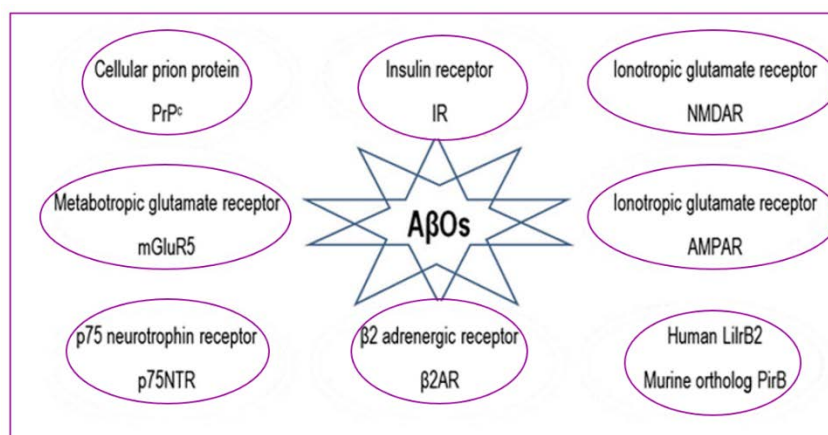 Cellular prion protein
PrPᶜ
Insulin receptor
IR
Ionotropic glutamate receptor
NMDAR
Metabotropic glutamate receptor
mGluR5
AβOs
Ionotropic glutamate receptor
AMPAR
p75 neurotrophin receptor
p75NTR
β2 adrenergic receptor
β2AR
Human LilrB2
Murine ortholog PirB